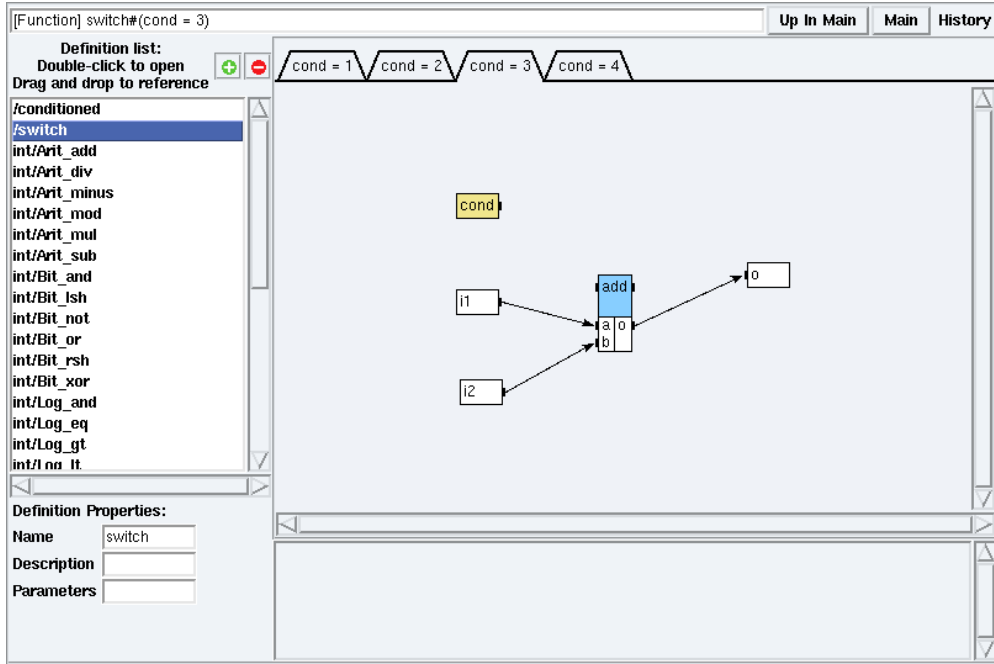 [Function] switch#(cond = 3)
Up In Main
Main
History
Definition list:
Double-click to open
Drag and drop to reference
cond = 1
cond = 2
cond = 3
cond = 4
/conditioned
/switch
int/Arit_add
int/Arit_div
int/Arit_minus
int/Arit_mod
int/Arit_mul
int/Arit_sub
int/Bit_and
int/Bit_lsh
int/Bit_not
int/Bit_or
int/Bit_rsh
int/Bit_xor
int/Log_and
int/Log_eq
int/Log_gt
int/Log_lt
cond
add
o
i1
a o
b
i2
Definition Properties:
Name switch
Description
Parameters